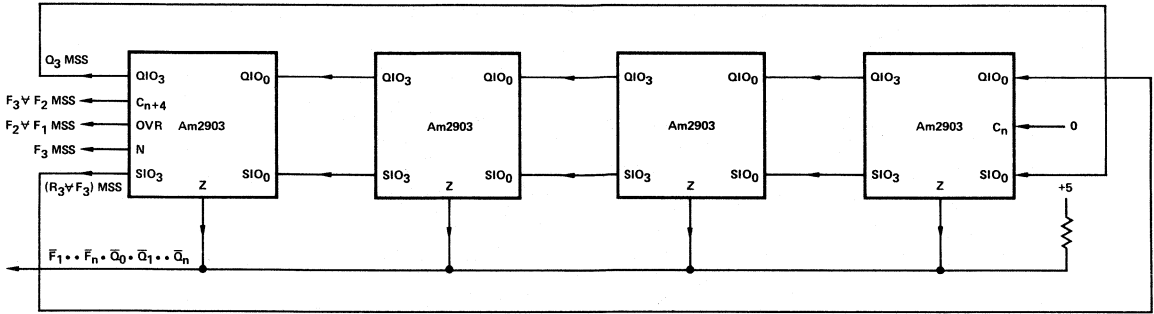 Q₃ MSS
QIO₃ QIO₀ QIO₃ QIO₀ QIO₃ QIO₀ QIO₃ QIO₀
F₃∀F₂ MSS Cₙ₊₄
F₂∀F₁ MSS OVR Am2903 Am2903 Am2903 Am2903 Cₙ 0
F₃ MSS N
SIO₃ SIO₀ SIO₃ SIO₀ SIO₃ SIO₀ SIO₃ SIO₀
(R₃∀F₃) MSS Z Z Z Z +5
F̅₁••F̅ₙ•Q̅₀•Q̅₁••Q̅ₙ